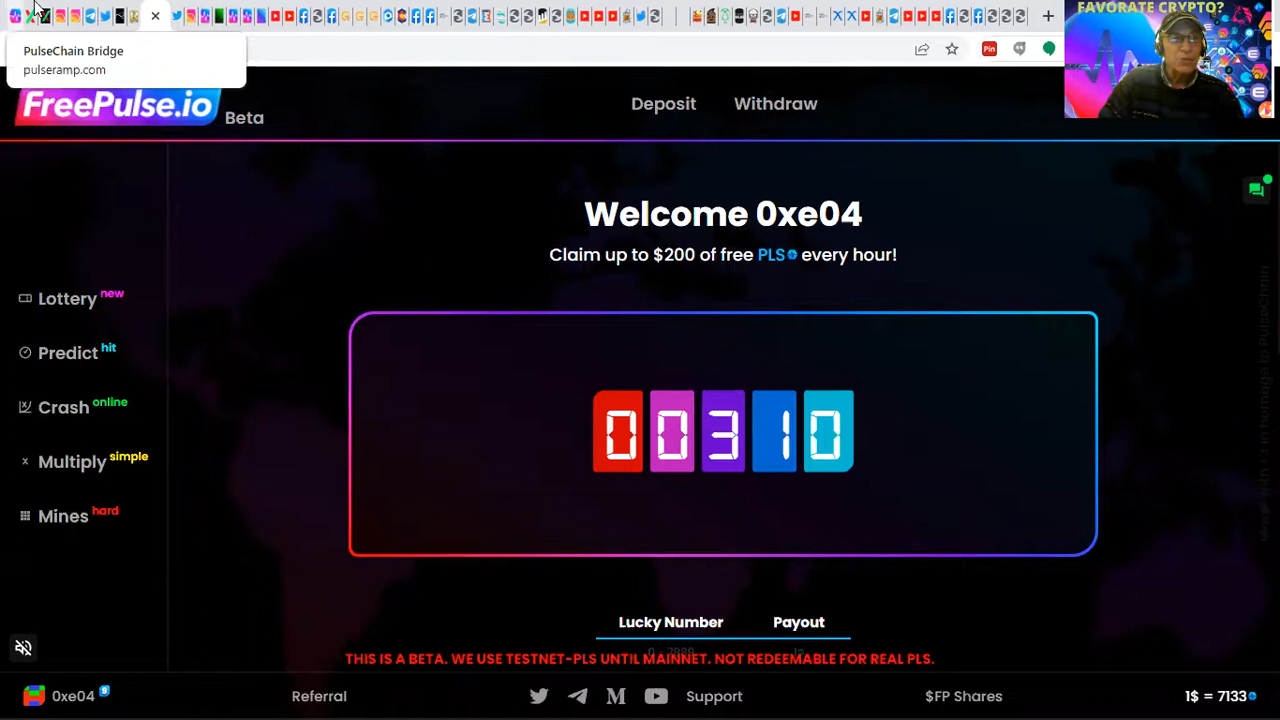 FAVORATE CRYPTO?
PulseChain Bridge
pulseramp.com
Pin
FreePulse.io
Beta
Deposit
Withdraw
Welcome 0xe04
Claim up to $200 of free PLS every hour!
Lottery new
Predict hit
Crash online
Multiply simple
Mines hard
00310
Lucky Number
Payout
THIS IS A BETA. WE USE TESTNET-PLS UNTIL MAINNET. NOT REDEEMABLE FOR REAL PLS.
0xe04
Referral
Support
$FP Shares
1$ = 7133